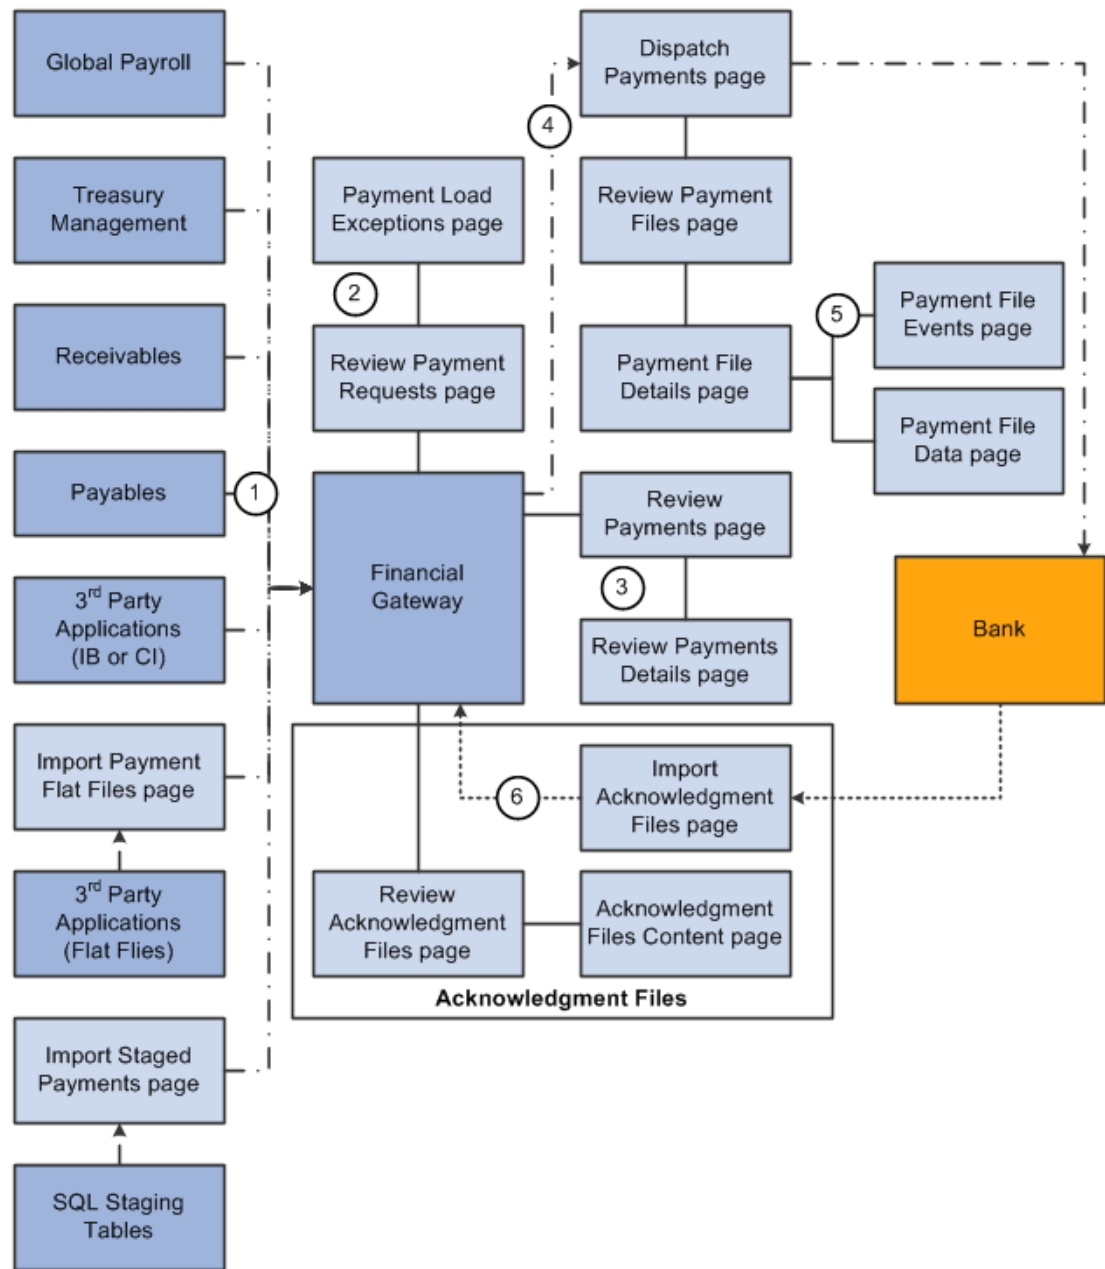 Global Payroll
Treasury
Management
Receivables
Payables
1
3rd Party
Applications
(IB or CI)
Import Payment
Flat Files page
3rd Party
Applications
(Flat Flies)
Import Staged
Payments page
SQL Staging
Tables
Payment Load
Exceptions page
2
Review Payment
Requests page
Financial
Gateway
4
Dispatch
Payments page
Review Payment
Files page
Payment File
Details page
5
Payment File
Events page
Payment File
Data page
Review
Payments page
3
Review Payments
Details page
Bank
Import
Acknowledgment
Files page
6
Review
Acknowledgment
Files page
Acknowledgment
Files Content page
Acknowledgment Files